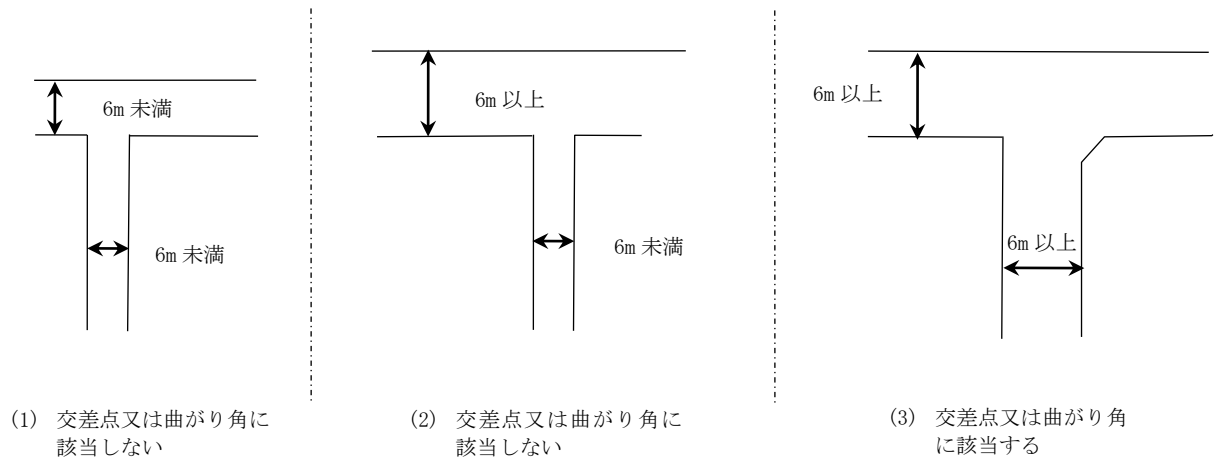 6m 未満
6m 未満
(1) 交差点又は曲がり角に
該当しない
6m 以上
6m 未満
(2) 交差点又は曲がり角に
該当しない
6m 以上
6m 以上
(3) 交差点又は曲がり角
に該当する